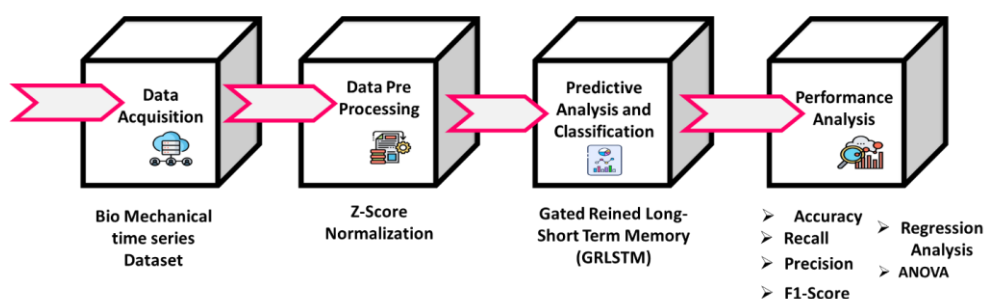 Data
Acquisition
Data Pre
Processing
Predictive
Analysis and
Classification
Performance
Analysis
Bio Mechanical
time series
Dataset
Z-Score
Normalization
Gated Reined Long-
Short Term Memory
(GRLSTM)
➢ Accuracy
➢ Recall
➢ Precision
➢ F1-Score
➢ Regression
Analysis
➢ ANOVA